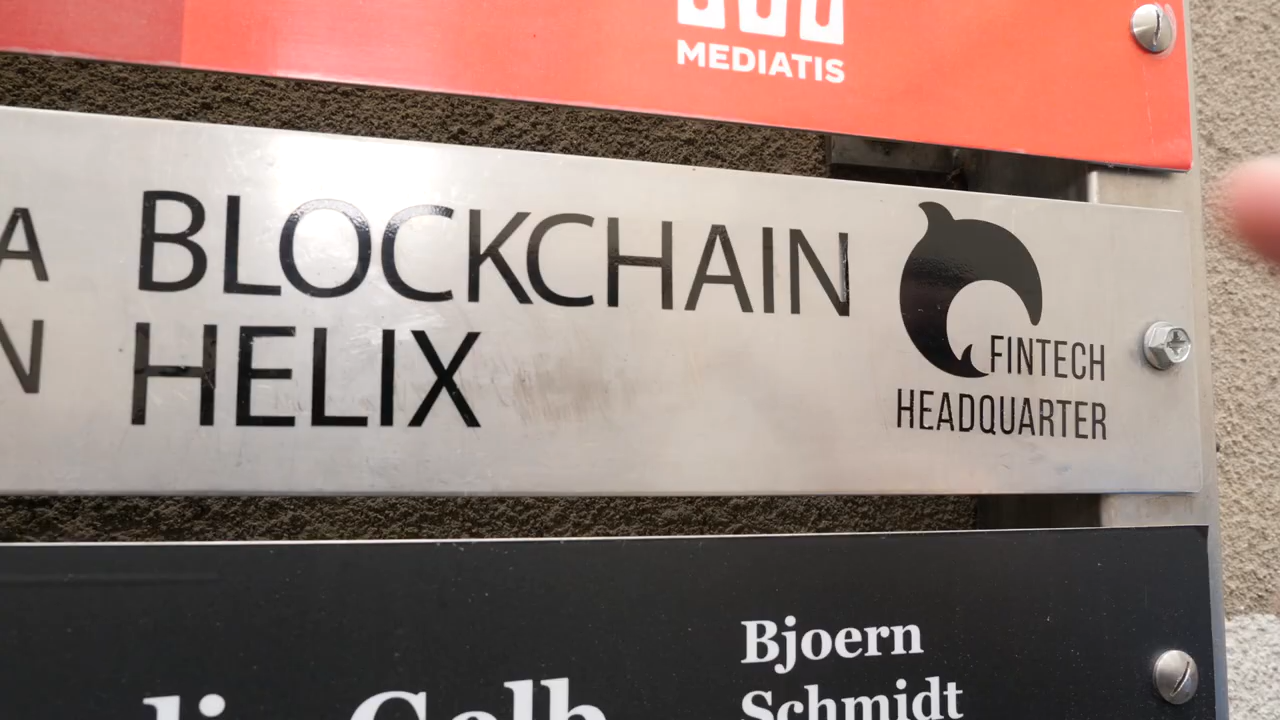 MEDIATIS
BLOCKCHAIN
HELIX
FINTECH
HEADQUARTER
Bjoern
Schmidt